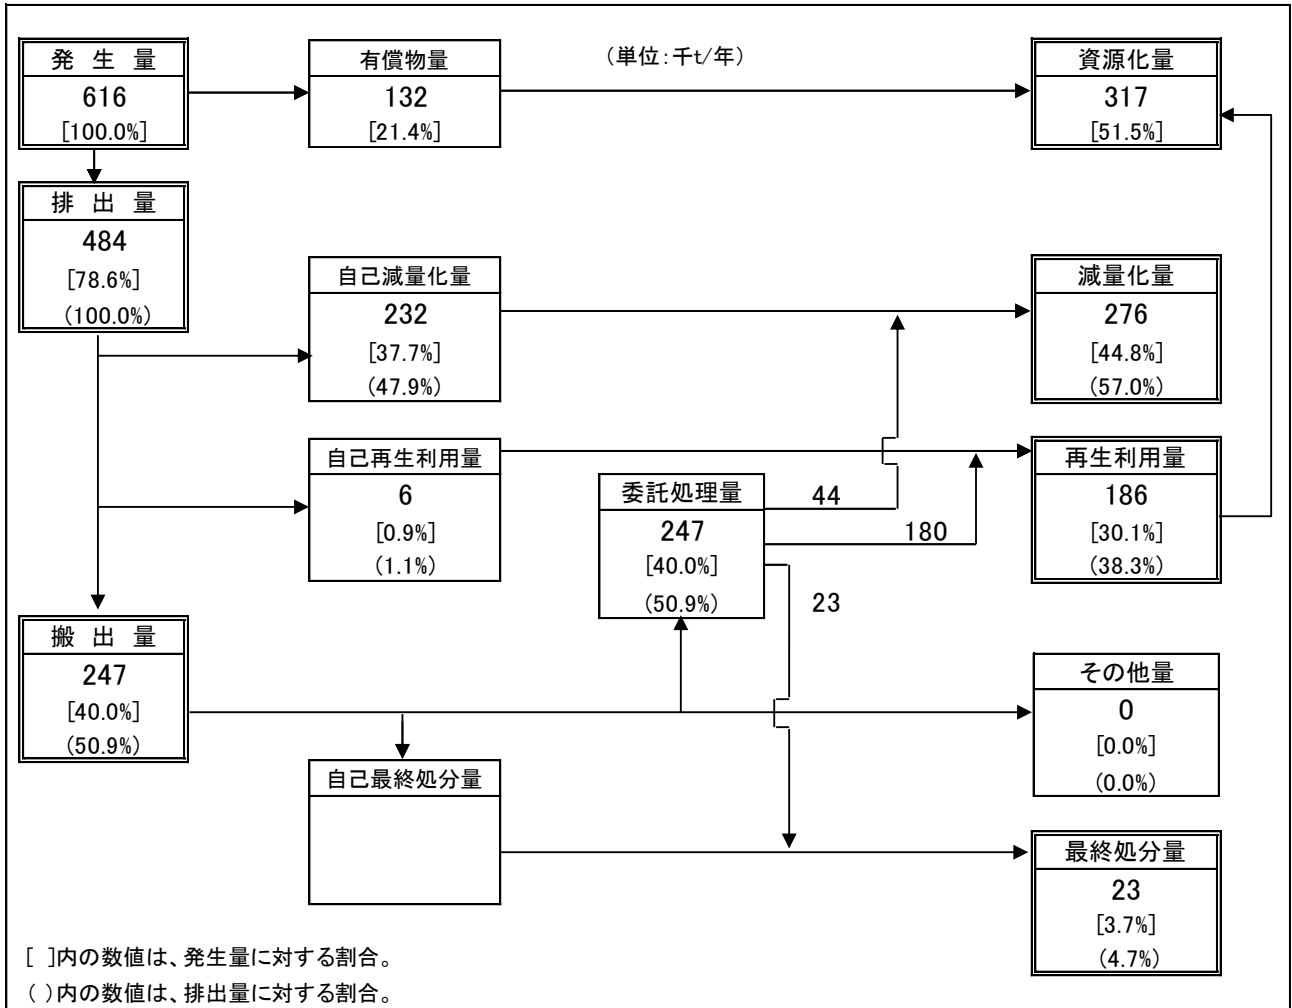 発 生 量
616
[100.0%]
有償物量
132
[21.4%]
（単位：千t/年）
資源化量
317
[51.5%]
排 出 量
484
[78.6%]
(100.0%)
自己減量化量
232
[37.7%]
(47.9%)
減量化量
276
[44.8%]
(57.0%)
自己再生利用量
6
[0.9%]
(1.1%)
委託処理量
247
[40.0%]
(50.9%)
44
180
23
再生利用量
186
[30.1%]
(38.3%)
搬 出 量
247
[40.0%]
(50.9%)
その他量
0
[0.0%]
(0.0%)
自己最終処分量
最終処分量
23
[3.7%]
(4.7%)
[ ]内の数値は、発生量に対する割合。
( )内の数値は、排出量に対する割合。